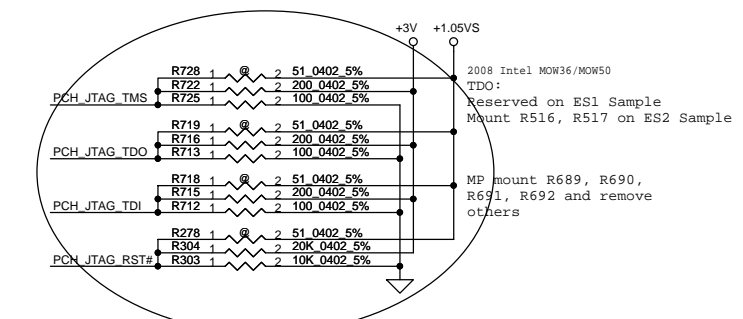 +3V +1.05VS
R728 1 @ 2 51_0402_5%
R722 1 2 200_0402_5%
PCH_JTAG_TMS R725 1 2 100_0402_5%
R719 1 @ 2 51_0402_5%
R716 1 2 200_0402_5%
PCH_JTAG_TDO R713 1 2 100_0402_5%
R718 1 @ 2 51_0402_5%
R715 1 2 200_0402_5%
PCH_JTAG_TDI R712 1 2 100_0402_5%
R278 1 @ 2 51_0402_5%
R304 1 2 20K_0402_5%
PCH_JTAG_RST# R303 1 2 10K_0402_5%
2008 Intel MOW36/MOW50
TDO:
Reserved on ES1 Sample
Mount R516, R517 on ES2 Sample
MP mount R689, R690,
R691, R692 and remove
others